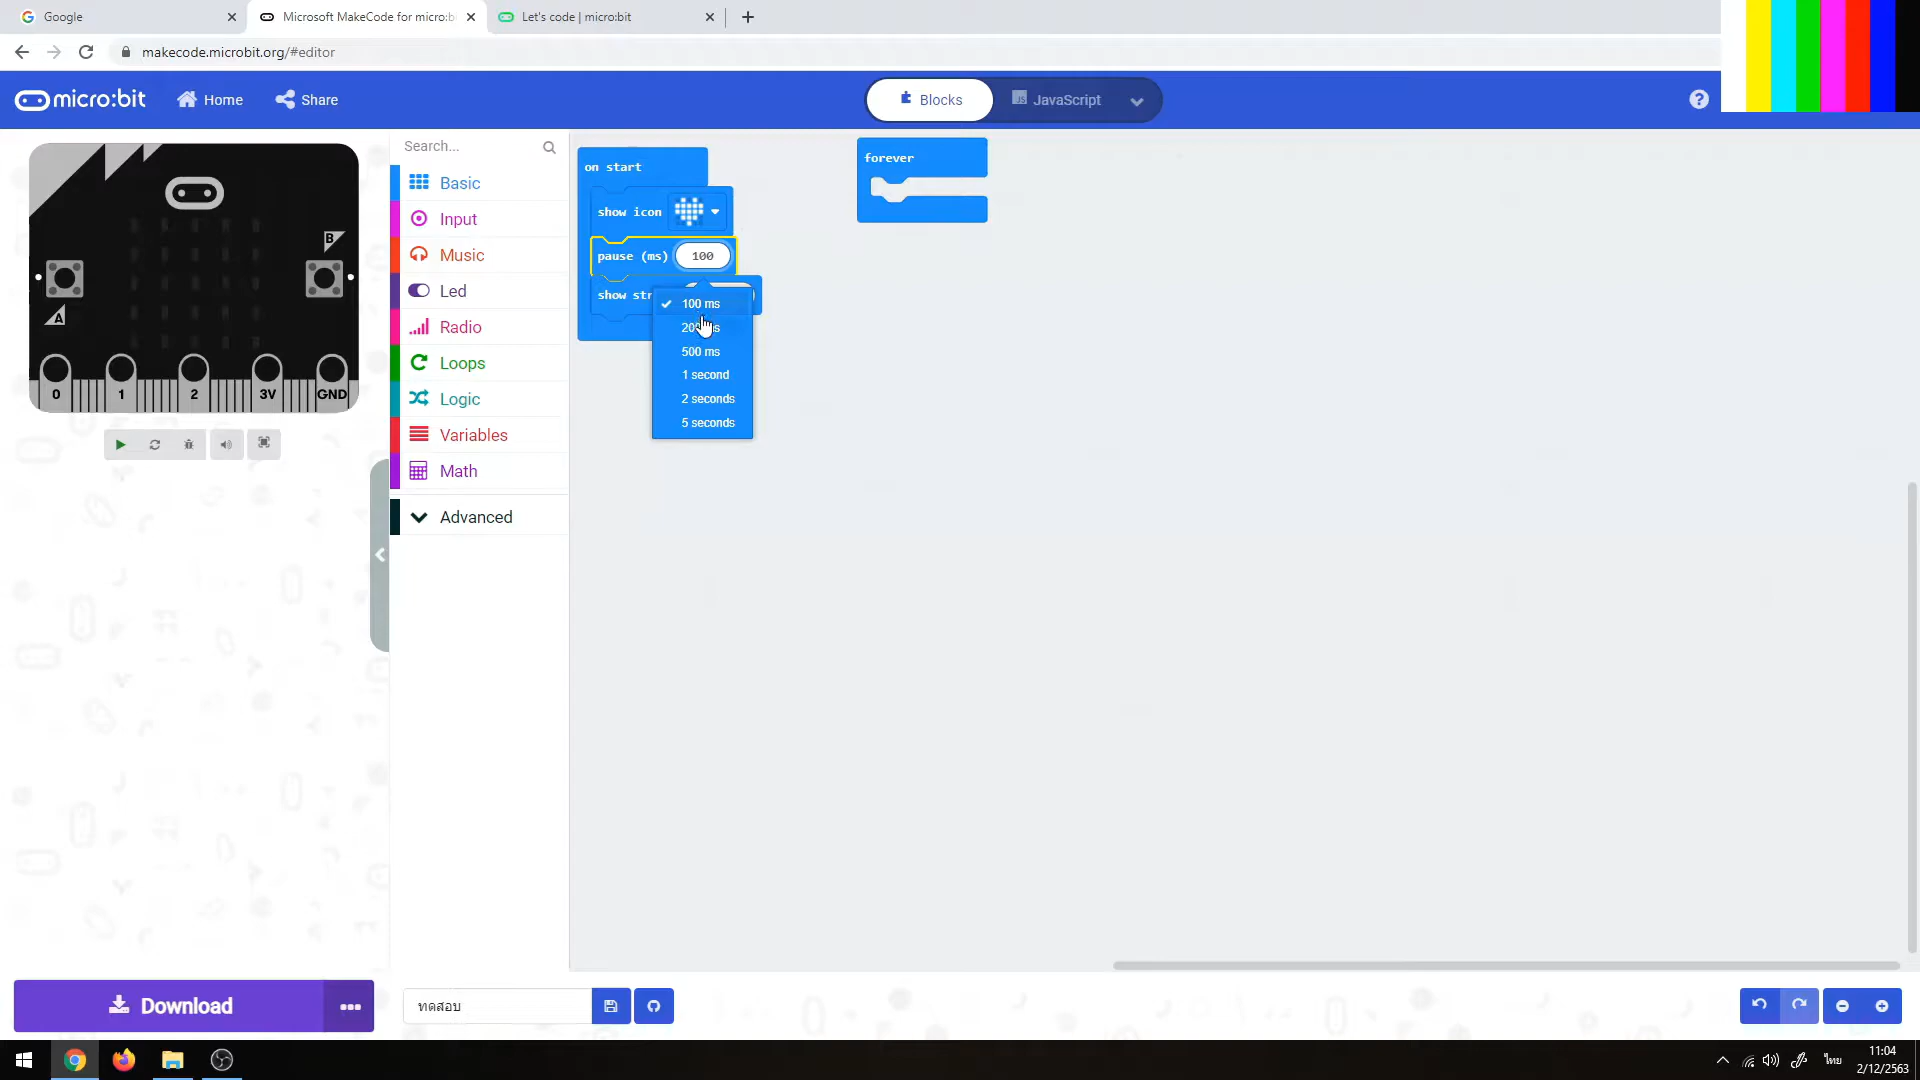 Google
Microsoft MakeCode for micro:b
Let's code | micro:bit
makecode.microbit.org/#editor
micro:bit
Home
Share
Blocks
JS JavaScript
?
Search...
Basic
Input
Music
Led
Radio
Loops
Logic
Variables
Math
Advanced
on start
show icon
pause (ms) 100
show str
100 ms
500 ms
1 second
2 seconds
5 seconds
forever
B
A
0 1 2 3V GND
Download
ทดสอบ
ไทย
11:04
2/12/2563